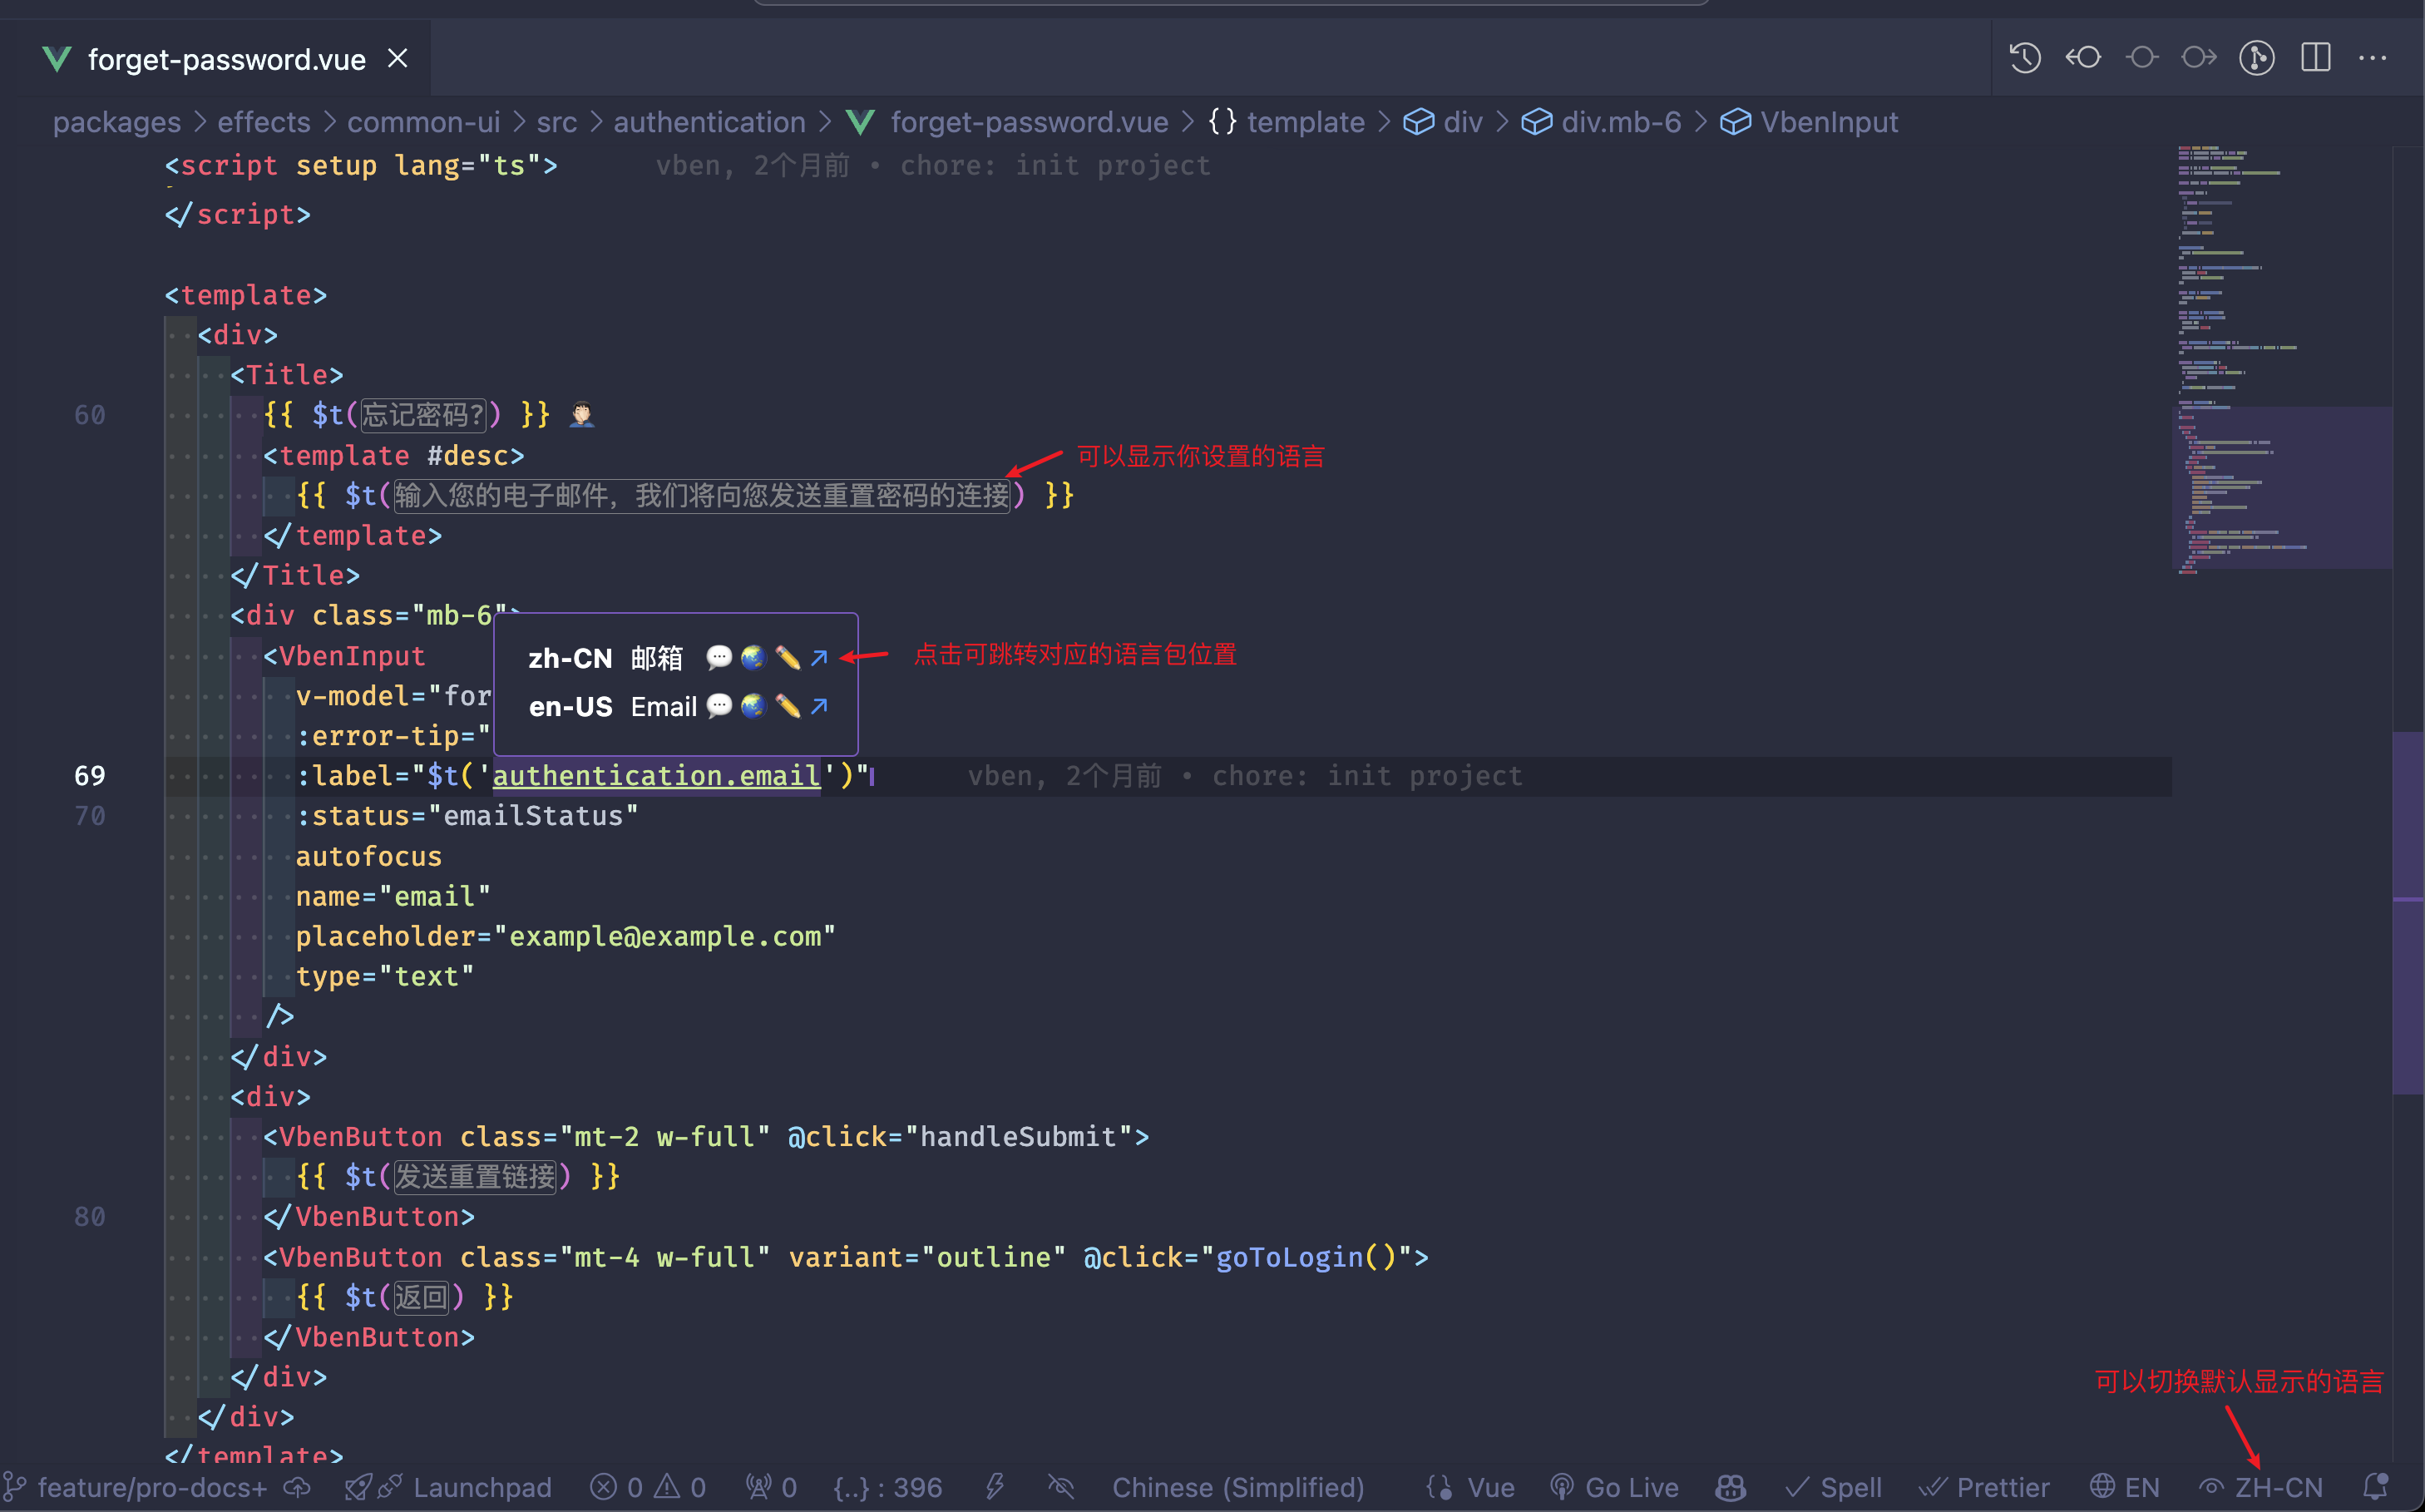 forget-password.vue
packages > effects > common-ui > src > authentication > forget-password.vue > {} template > div > div.mb-6 > VbenInput
<script setup lang="ts"> vben, 2个月前 • chore: init project
</script>
<template>
<div>
<Title>
60 {{ $t(忘记密码?) }} 🤦🏻‍♂️
<template #desc>
可以显示你设置的语言
{{ $t(输入您的电子邮件，我们将向您发送重置密码的连接) }}
</template>
</Title>
<div class="mb-6">
<VbenInput
zh-CN 邮箱 💬 🌏 ✏️ ↗
点击可跳转对应的语言包位置
v-model="for
en-US Email 💬 🌏 ✏️ ↗
:error-tip="
69 :label="$t('authentication.email')" vben, 2个月前 • chore: init project
70 :status="emailStatus"
autofocus
name="email"
placeholder="example@example.com"
type="text"
/>
</div>
<div>
<VbenButton class="mt-2 w-full" @click="handleSubmit">
{{ $t(发送重置链接) }}
80 </VbenButton>
<VbenButton class="mt-4 w-full" variant="outline" @click="goToLogin()">
{{ $t(返回) }}
</VbenButton>
</div>
可以切换默认显示的语言
</div>
</template>
feature/pro-docs+ Launchpad 0 0 0 {..} : 396 Chinese (Simplified) Vue Go Live Spell Prettier EN ZH-CN